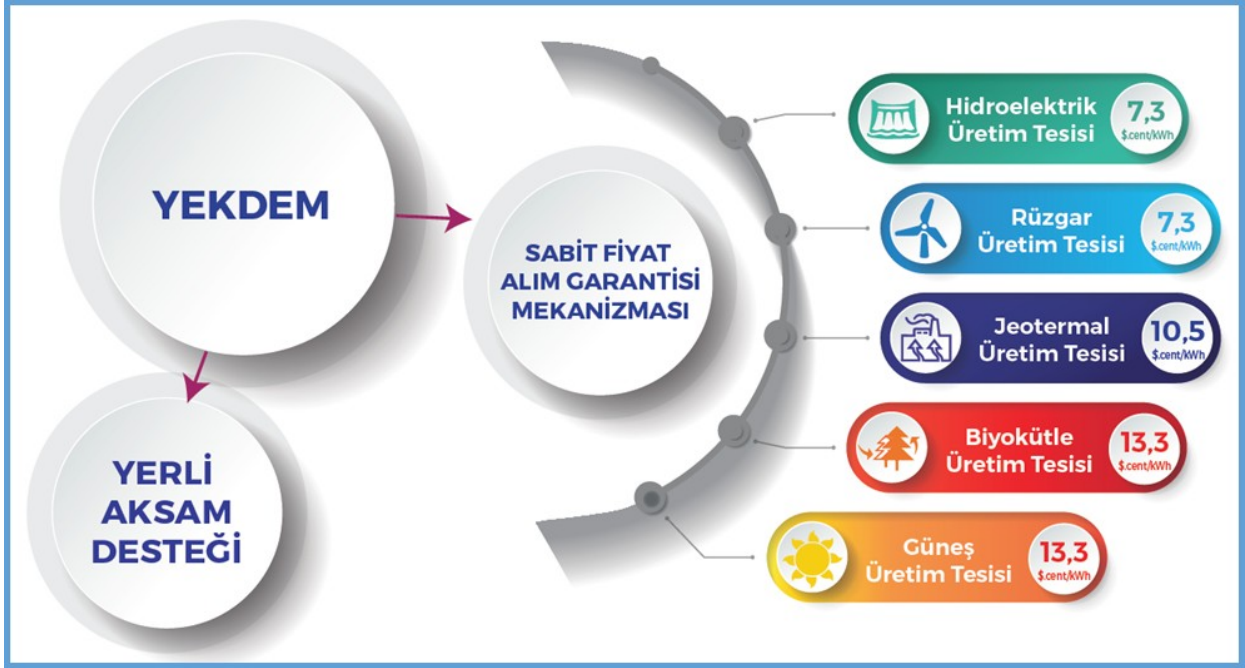 YEKDEM
SABİT FİYAT
ALIM GARANTİSİ
MEKANİZMASI
YERLİ
AKSAM
DESTEĞİ
Hidroelektrik
Üretim Tesisi
7,3
$.cent/kWh
Rüzgar
Üretim Tesisi
7,3
$.cent/kWh
Jeotermal
Üretim Tesisi
10,5
$.cent/kWh
Biyokütle
Üretim Tesisi
13,3
$.cent/kWh
Güneş
Üretim Tesisi
13,3
$.cent/kWh